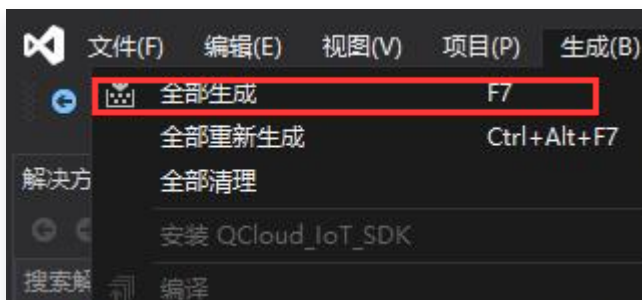 文件(F) 编辑(E) 视图(V) 项目(P) 生成(B)
全部生成 F7
全部重新生成 Ctrl+Alt+F7
解决方
全部清理
安装 QCloud_IoT_SDK
搜索解
编译